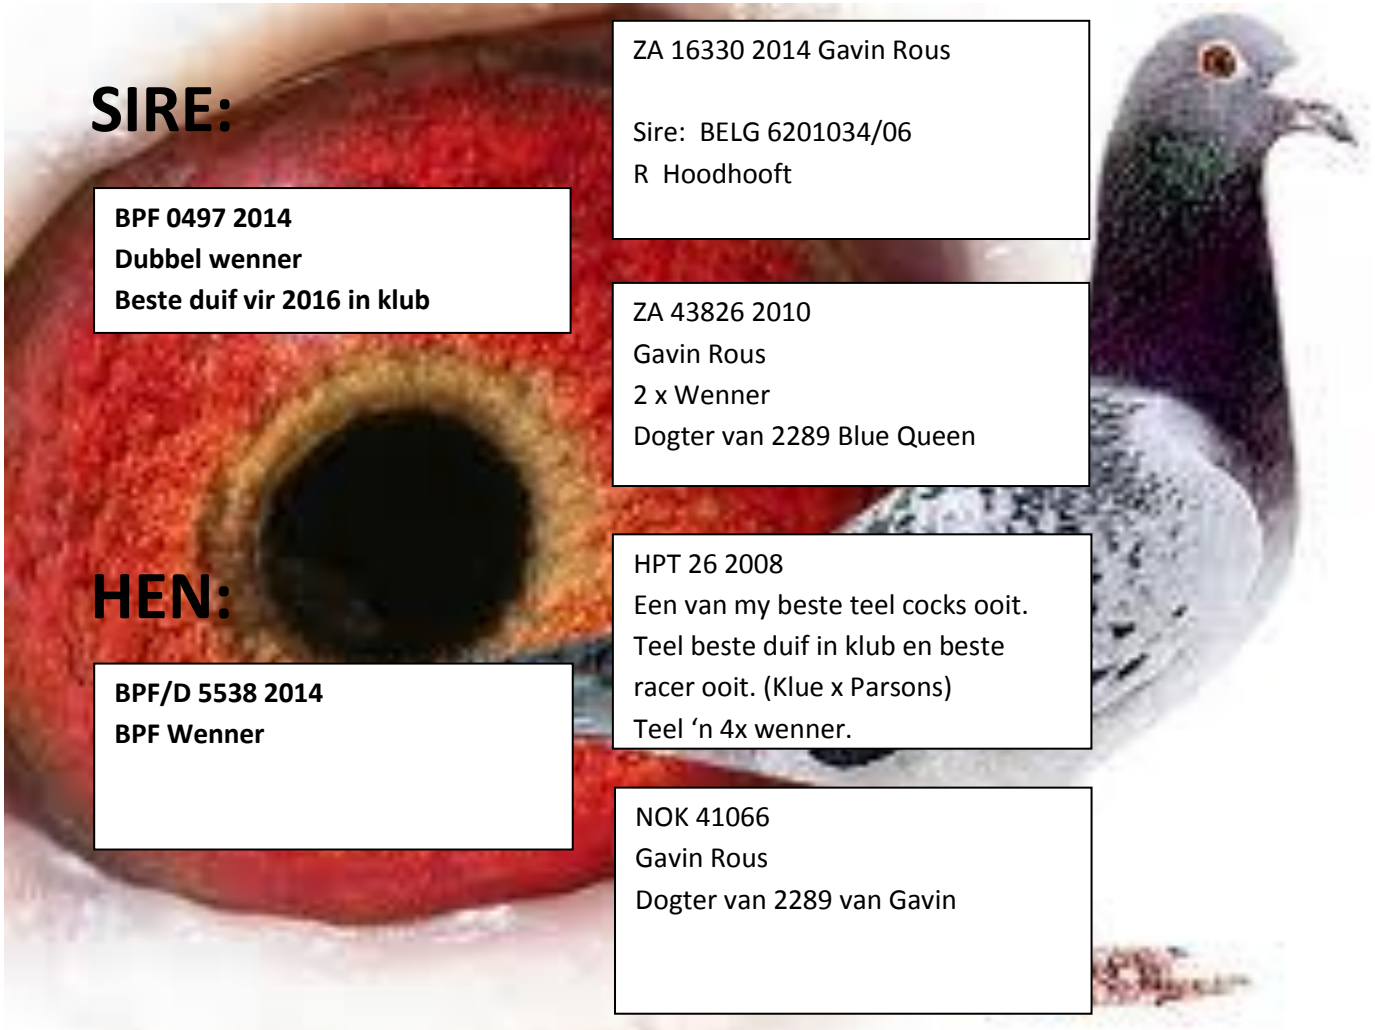 SIRE:
BPF 0497 2014
Dubbel wenner
Beste duif vir 2016 in klub
ZA 16330 2014 Gavin Rous
Sire:  BELG 6201034/06
R  Hoodhooft
ZA 43826 2010
Gavin Rous
2 x Wenner
Dogter van 2289 Blue Queen
HEN:
BPF/D 5538 2014
BPF Wenner
HPT 26 2008
Een van my beste teel cocks ooit.
Teel beste duif in klub en beste
racer ooit. (Klue x Parsons)
Teel ‘n 4x wenner.
NOK 41066
Gavin Rous
Dogter van 2289 van Gavin